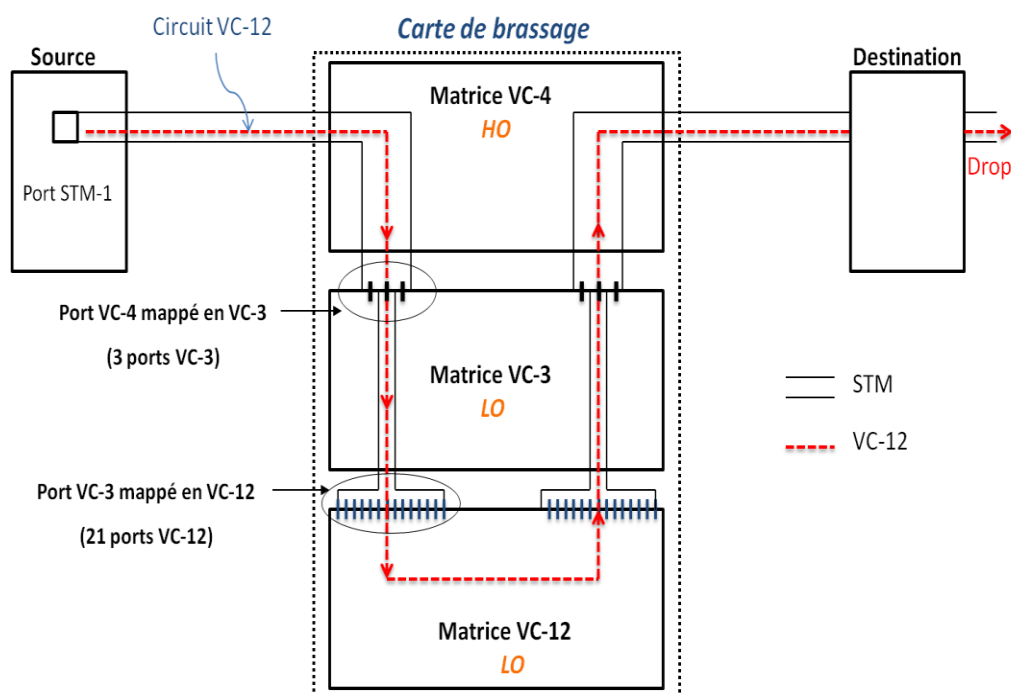 Circuit VC-12
Carte de brassage
Source
Destination
Matrice VC-4
HO
Port STM-1
Drop
Port VC-4 mappé en VC-3
(3 ports VC-3)
Matrice VC-3
LO
STM
VC-12
Port VC-3 mappé en VC-12
(21 ports VC-12)
Matrice VC-12
LO